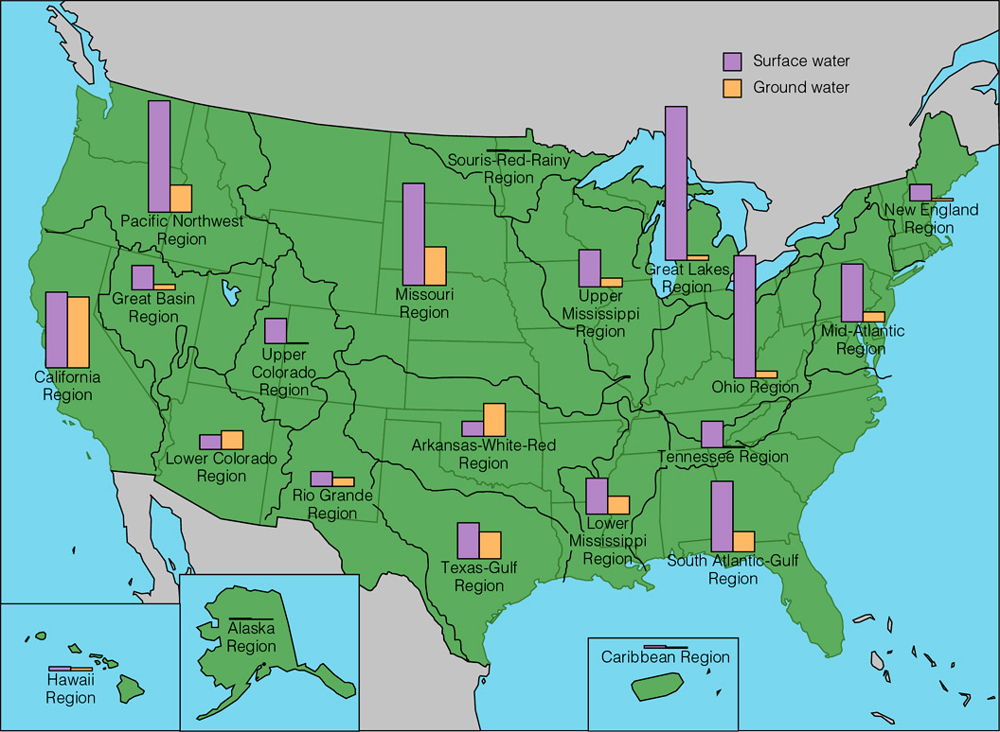 Surface water
Ground water
Souris-Red-Rainy
Region
Pacific Northwest
Region
New England
Region
Great Lakes
Region
Missouri
Region
Great Basin
Region
Upper
Mississippi
Region
Mid-Atlantic
Region
Upper
Colorado
Region
California
Region
Ohio Region
Arkansas-White-Red
Region
Lower Colorado
Region
Tennessee Region
Rio Grande
Region
Lower
Mississippi
Region
Texas-Gulf
Region
South Atlantic-Gulf
Region
Alaska
Region
Caribbean Region
Hawaii
Region